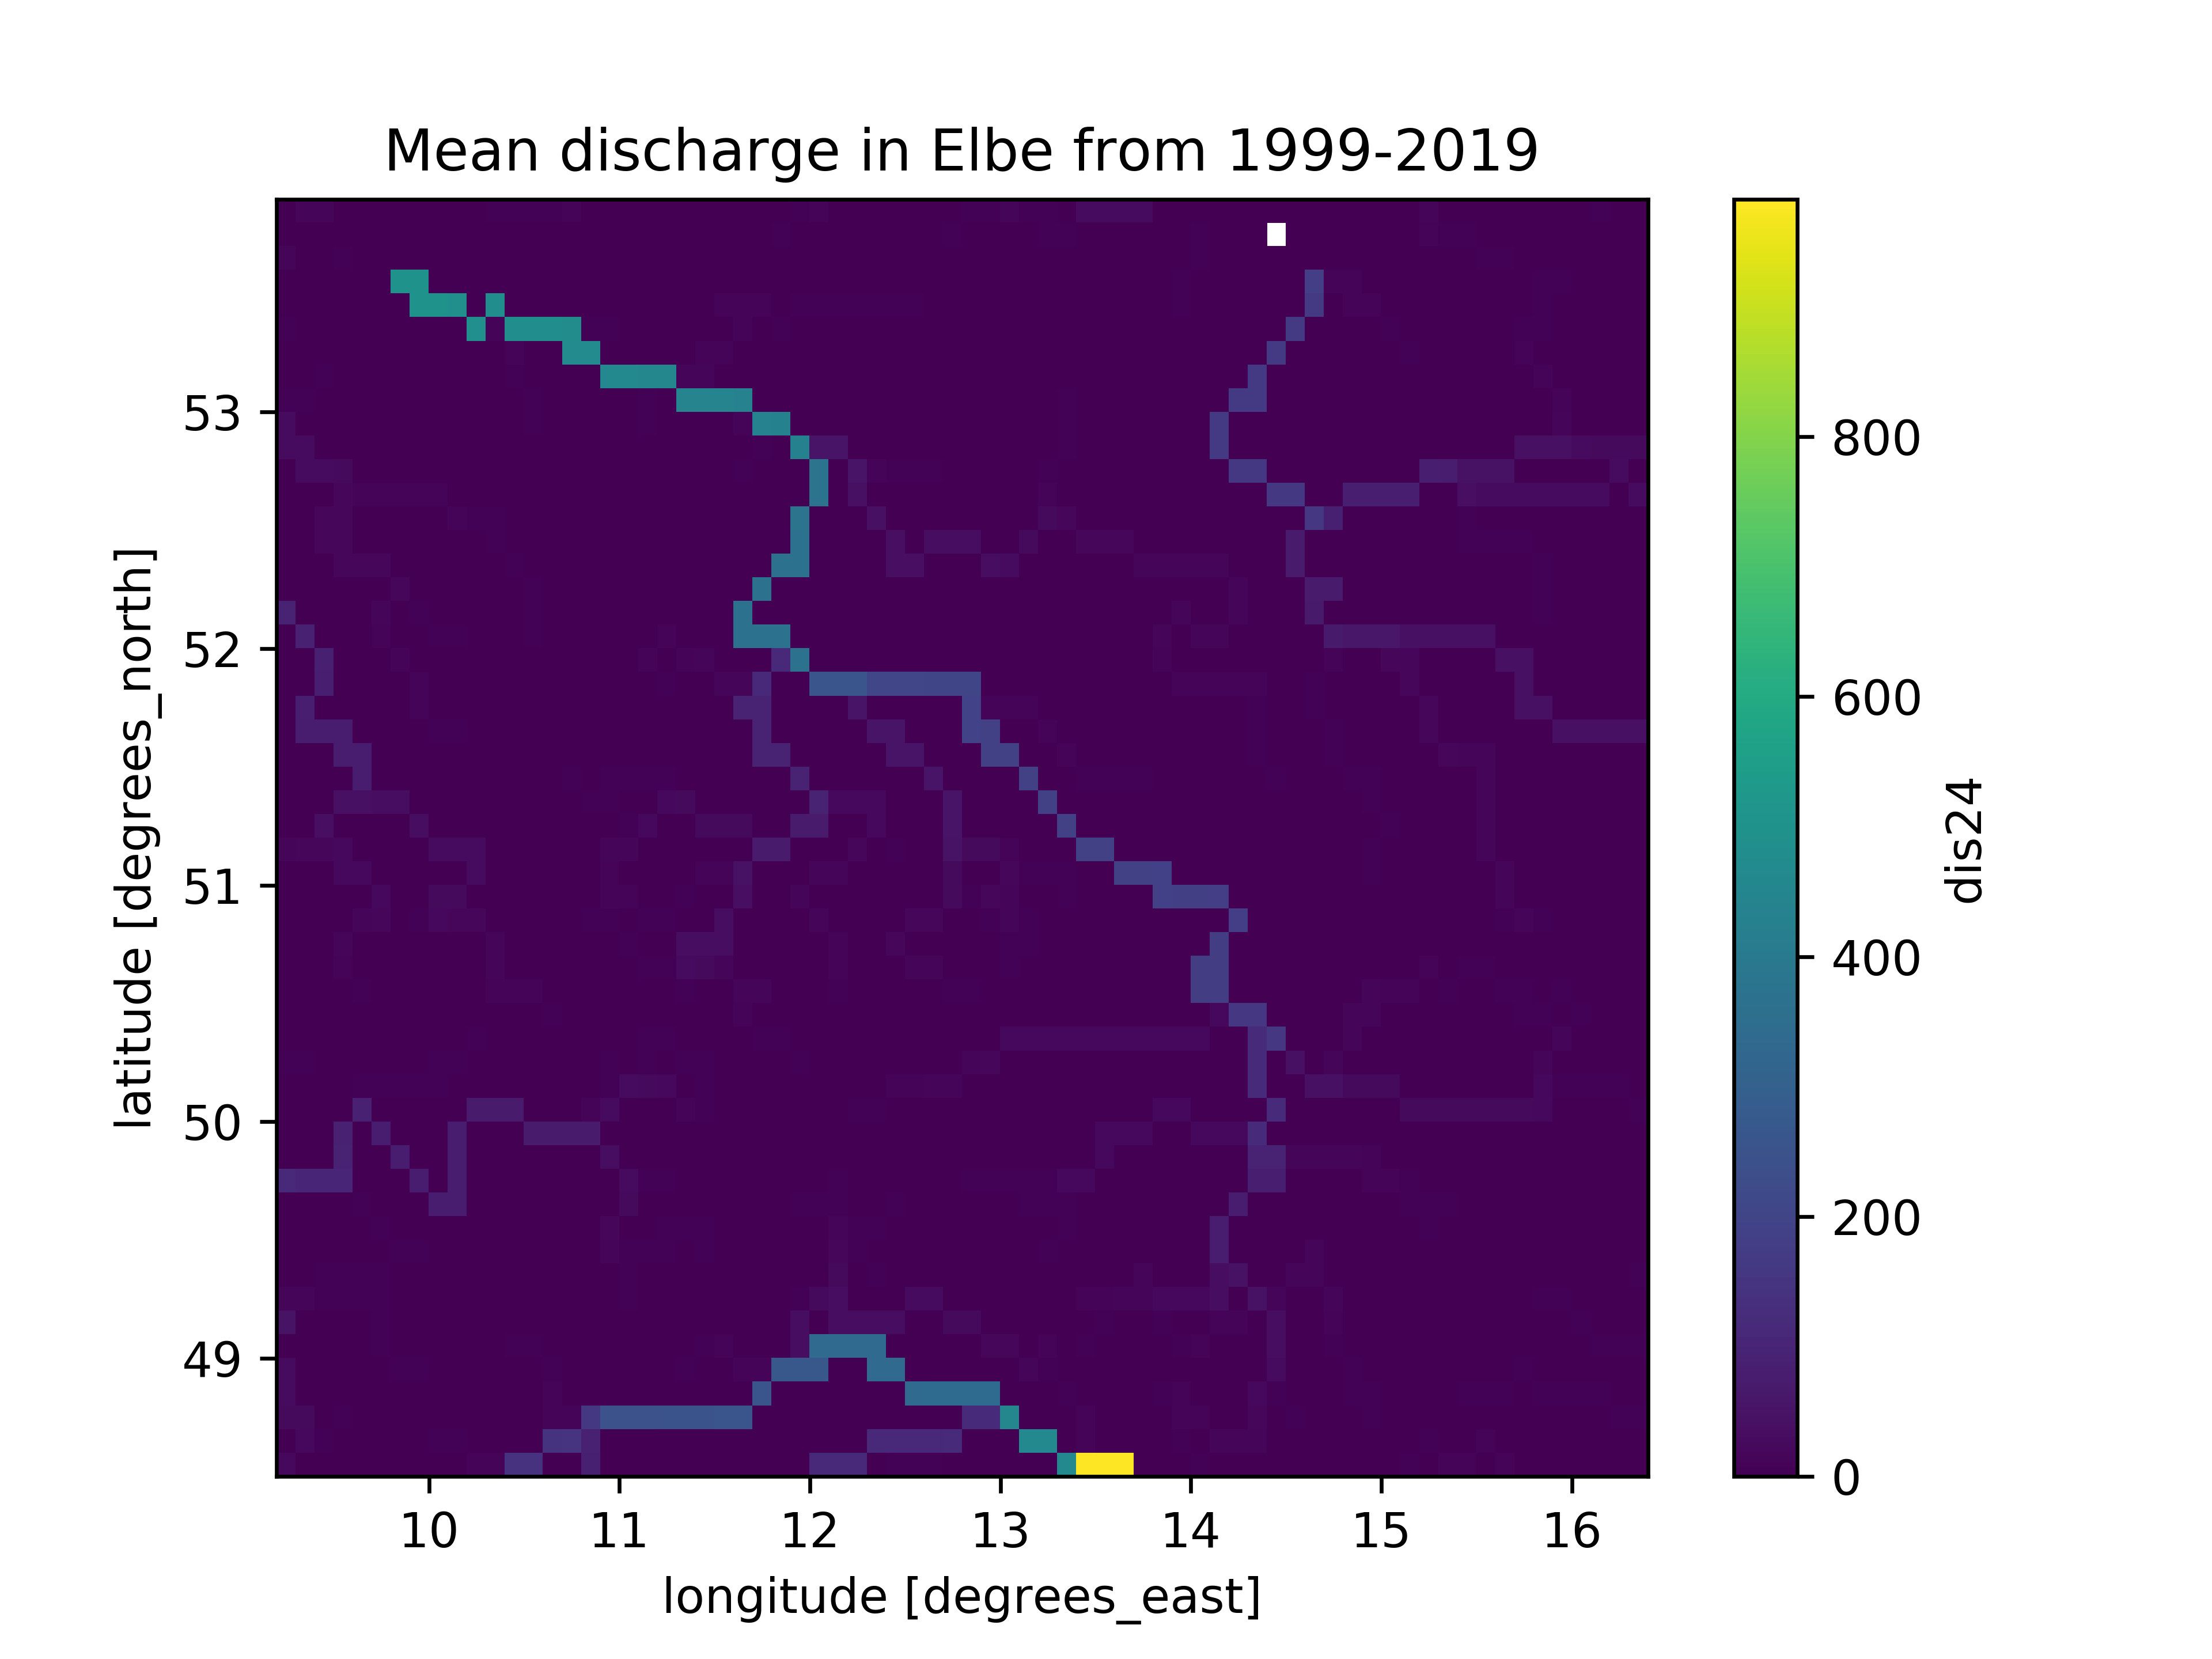 Mean discharge in Elbe from 1999-2019
53
52
51
50
49
latitude [degrees_north]
10 11 12 13 14 15 16
longitude [degrees_east]
800
600
400
200
0
dis24